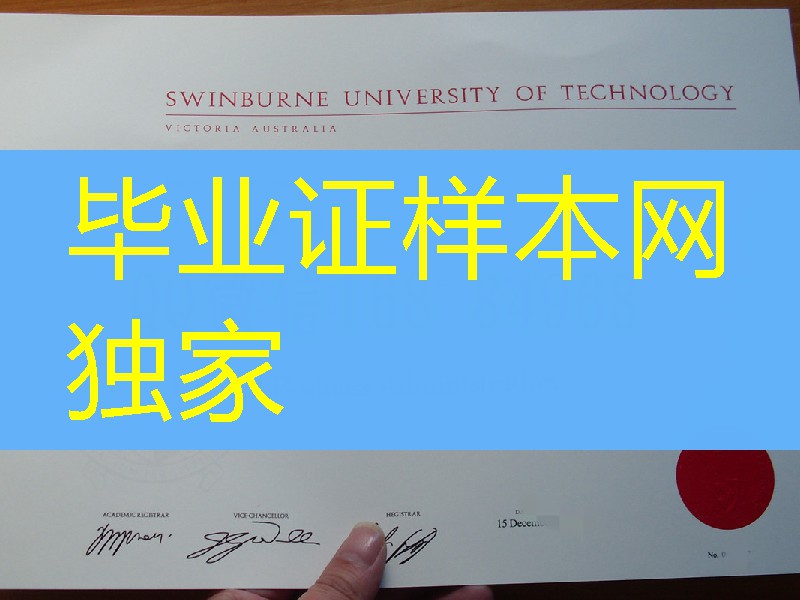 SWINBURNE UNIVERSITY OF TECHNOLOGY
VICTORIA AUSTRALIA
毕业证样本网
独家
ACADEMIC REGISTRAR VICE-CHANCELLOR REGISTRAR
15
No.